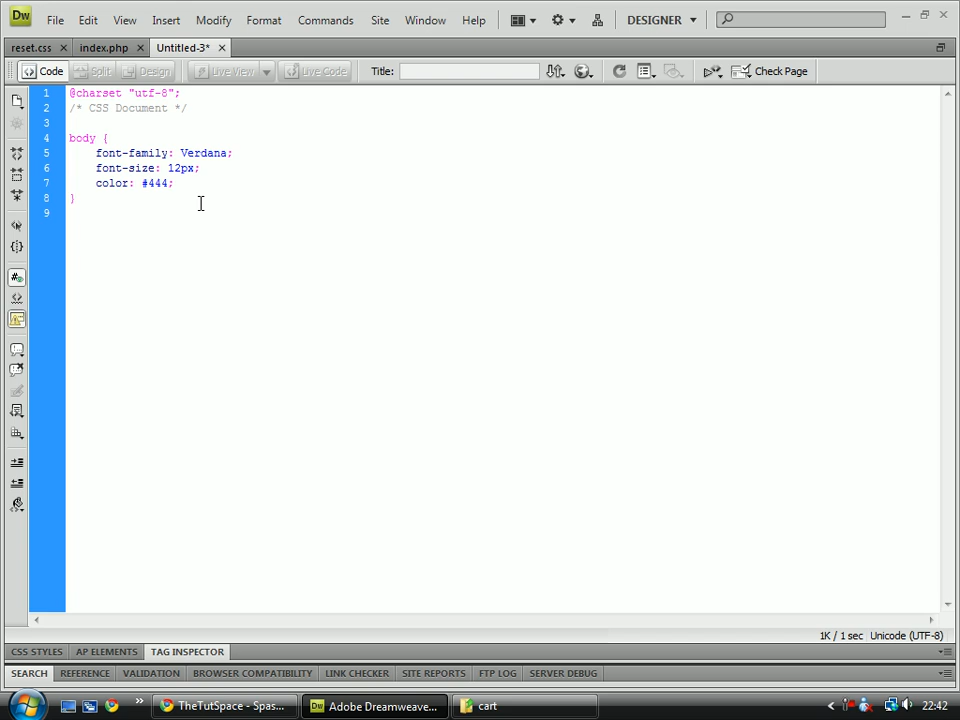 Dw File Edit View Insert Modify Format Commands Site Window Help DESIGNER
reset.css index.php Untitled-3*
Code Split Design Live View Live Code Title: Check Page
1 @charset "utf-8";
2 /* CSS Document */
3
4 body {
5 font-family: Verdana;
6 font-size: 12px;
7 color: #444;
8 }
9
1K / 1 sec Unicode (UTF-8)
CSS STYLES AP ELEMENTS TAG INSPECTOR
SEARCH REFERENCE VALIDATION BROWSER COMPATIBILITY LINK CHECKER SITE REPORTS FTP LOG SERVER DEBUG
TheTutSpace - Spas... Dw Adobe Dreamweave... cart 22:42